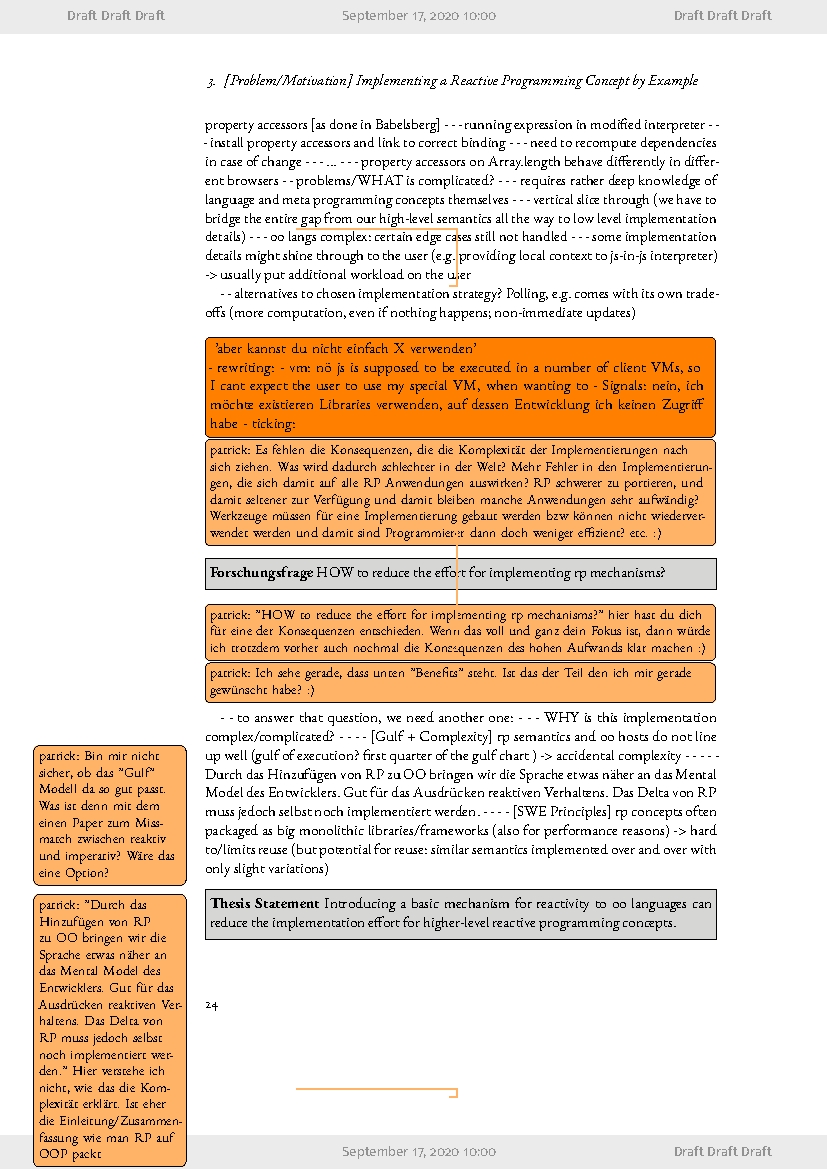 Draft Draft Draft September 17, 2020 10:00 Draft Draft Draft
3. [Problem/Motivation] Implementing a Reactive Programming Concept by Example
property accessors [as done in Babelsberg] - - - running expression in modified interpreter - -
- install property accessors and link to correct binding - - - need to recompute dependencies
in case of change - - - ... - - - property accessors on Array.length behave differently in differ-
ent browsers - - problems/WHAT is complicated? - - - requires rather deep knowledge of
language and meta programming concepts themselves - - - vertical slice through (we have to
bridge the entire gap from our high-level semantics all the way to low level implementation
details) - - - oo langs complex: certain edge cases still not handled - - - some implementation
details might shine through to the user (e.g. providing local context to js-in-js interpreter)
-> usually put additional workload on the user
- - alternatives to chosen implementation strategy? Polling, e.g. comes with its own trade-
offs (more computation, even if nothing happens; non-immediate updates)
'aber kannst du nicht einfach X verwenden'
- rewriting: - vm: nö js is supposed to be executed in a number of client VMs, so
I cant expect the user to use my special VM, when wanting to - Signals: nein, ich
möchte existieren Libraries verwenden, auf dessen Entwicklung ich keinen Zugriff
habe - ticking:
patrick: Es fehlen die Konsequenzen, die die Komplexität der Implementierungen nach
sich ziehen. Was wird dadurch schlechter in der Welt? Mehr Fehler in den Implementierun-
gen, die sich damit auf alle RP Anwendungen auswirken? RP schwerer zu portieren, und
damit seltener zur Verfügung und damit bleiben manche Anwendungen sehr aufwändig?
Werkzeuge müssen für eine Implementierung gebaut werden bzw können nicht wiederver-
wendet werden und damit sind Programmierer dann doch weniger effizient? etc. :)
Forschungsfrage HOW to reduce the effort for implementing rp mechanisms?
patrick: "HOW to reduce the effort for implementing rp mechanisms?" hier hast du dich
für eine der Konsequenzen entschieden. Wenn das voll und ganz dein Fokus ist, dann würde
ich trotzdem vorher auch nochmal die Konsequenzen des hohen Aufwands klar machen :)
patrick: Ich sehe gerade, dass unten "Benefits" steht. Ist das der Teil den ich mir gerade
gewünscht habe? :)
- - to answer that question, we need another one: - - - WHY is this implementation
complex/complicated? - - - - [Gulf + Complexity] rp semantics and oo hosts do not line
up well (gulf of execution? first quarter of the gulf chart ) -> accidental complexity - - - - -
Durch das Hinzufügen von RP zu OO bringen wir die Sprache etwas näher an das Mental
Model des Entwicklers. Gut für das Ausdrücken reaktiven Verhaltens. Das Delta von RP
muss jedoch selbst noch implementiert werden. - - - - [SWE Principles] rp concepts often
packaged as big monolithic libraries/frameworks (also for performance reasons) -> hard
to/limits reuse (but potential for reuse: similar semantics implemented over and over with
only slight variations)
Thesis Statement Introducing a basic mechanism for reactivity to oo languages can
reduce the implementation effort for higher-level reactive programming concepts.
patrick: Bin mir nicht
sicher, ob das "Gulf"
Modell da so gut passt.
Was ist denn mit dem
einen Paper zum Miss-
match zwischen reaktiv
und imperativ? Wäre das
eine Option?
patrick: "Durch das
Hinzufügen von RP
zu OO bringen wir die
Sprache etwas näher an
das Mental Model des
Entwicklers. Gut für das
Ausdrücken reaktiven Ver-
haltens. Das Delta von
RP muss jedoch selbst
noch implementiert wer-
den." Hier verstehe ich
nicht, wie das die Kom-
plexität erklärt. Ist eher
die Einleitung/Zusammen-
fassung wie man RP auf
OOP packt
24
September 17, 2020 10:00 Draft Draft Draft